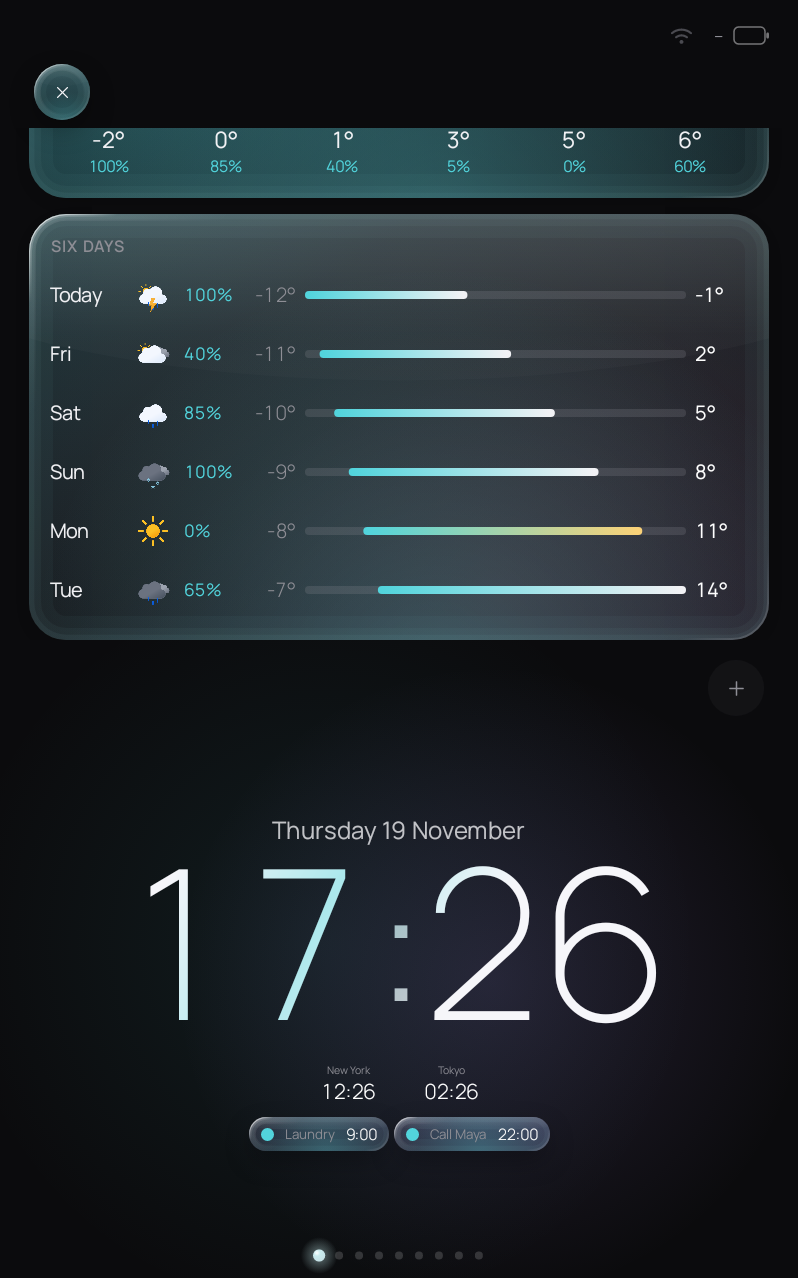 –
-2° 0° 1° 3° 5° 6°
100% 85% 40% 5% 0% 60%
SIX DAYS
Today 100% -12° -1°
Fri 40% -11° 2°
Sat 85% -10° 5°
Sun 100% -9° 8°
Mon 0% -8° 11°
Tue 65% -7° 14°
Thursday 19 November
17:26
New York Tokyo
12:26 02:26
Laundry 9:00 Call Maya 22:00